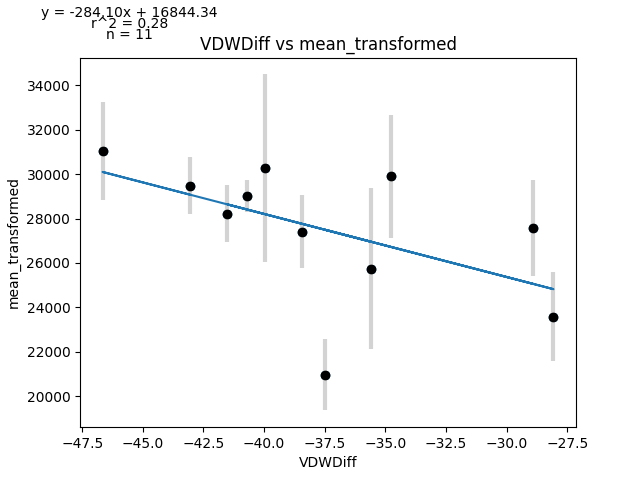 y = -284.10x + 16844.34
r^2 = 0.28
n = 11
VDWDiff vs mean_transformed
mean_transformed
34000
32000
30000
28000
26000
24000
22000
20000
−47.5 −45.0 −42.5 −40.0 −37.5 −35.0 −32.5 −30.0 −27.5
VDWDiff